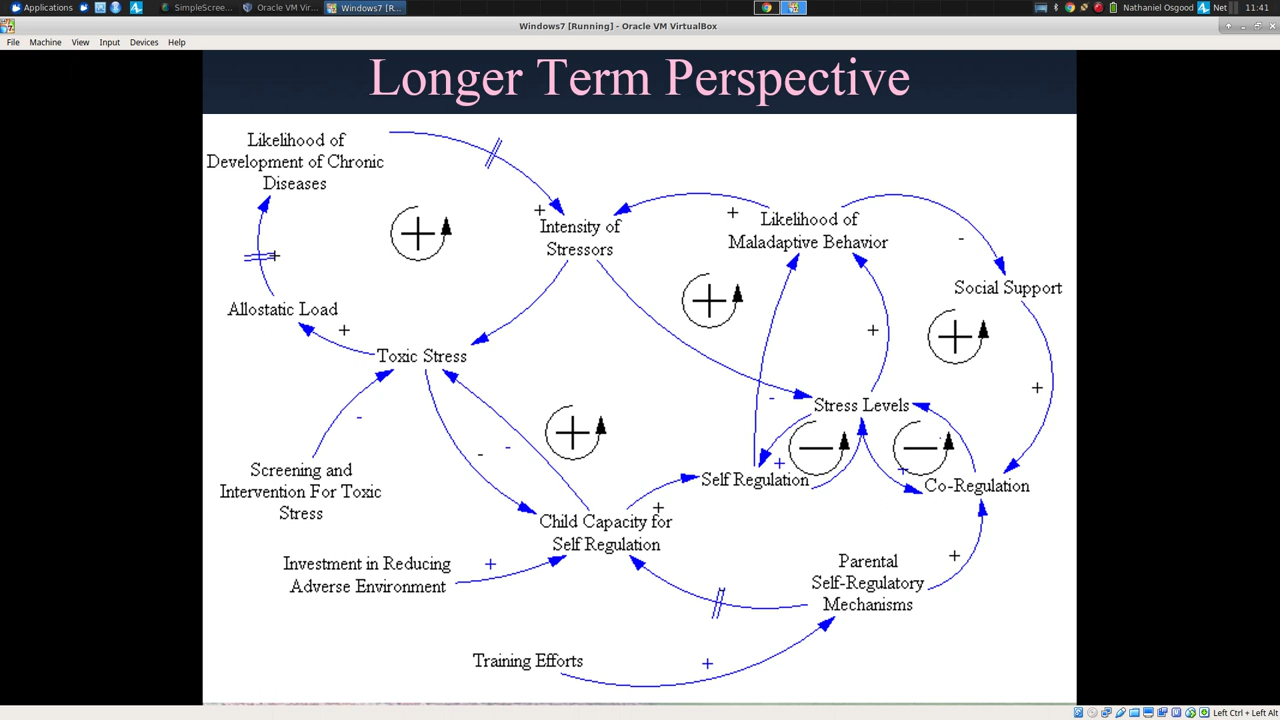 Applications
SimpleScree...
Oracle VM Vir...
Windows7 [R...
Nathaniel Osgood
Net
11:41
Windows7 [Running] - Oracle VM VirtualBox
File Machine View Input Devices Help
Longer Term Perspective
Likelihood of
Development of Chronic
Diseases
+
Intensity of
Stressors
+
Likelihood of
Maladaptive Behavior
-
Social Support
+
Allostatic Load
+
Toxic Stress
-
Screening and
Intervention For Toxic
Stress
-
-
+
-
Stress Levels
+
+
Self Regulation
+
Co-Regulation
+
Child Capacity for
Self Regulation
Investment in Reducing
Adverse Environment
+
Parental
Self-Regulatory
Mechanisms
+
Training Efforts
+
Left Ctrl + Left Alt